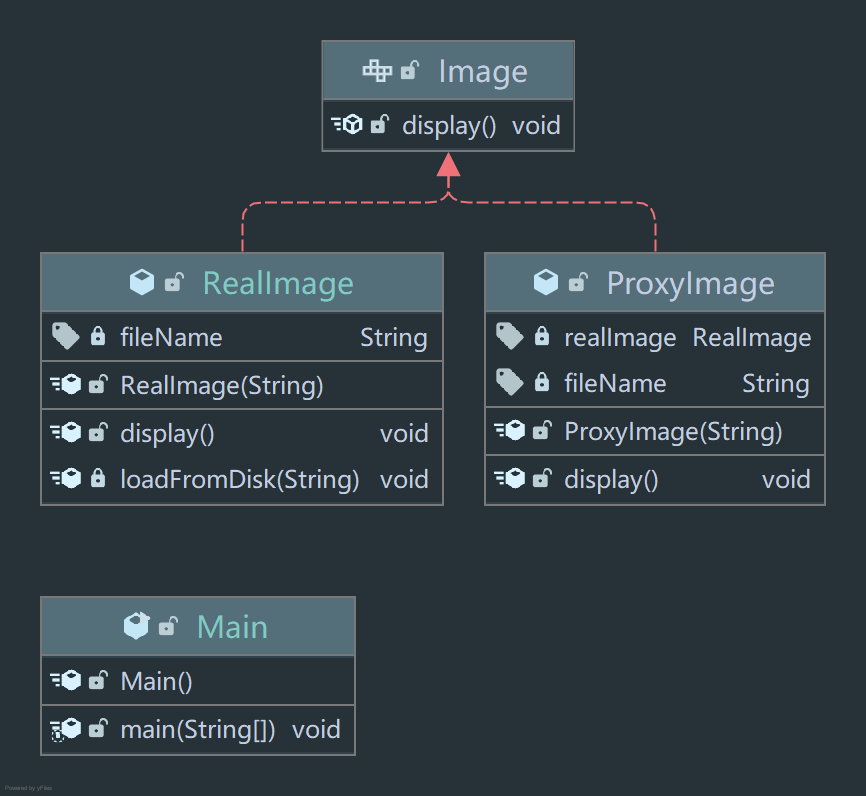 Image
display() void
RealImage
fileName String
RealImage(String)
display() void
loadFromDisk(String) void
ProxyImage
realImage RealImage
fileName String
ProxyImage(String)
display() void
Main
Main()
main(String[]) void
Powered by yFiles